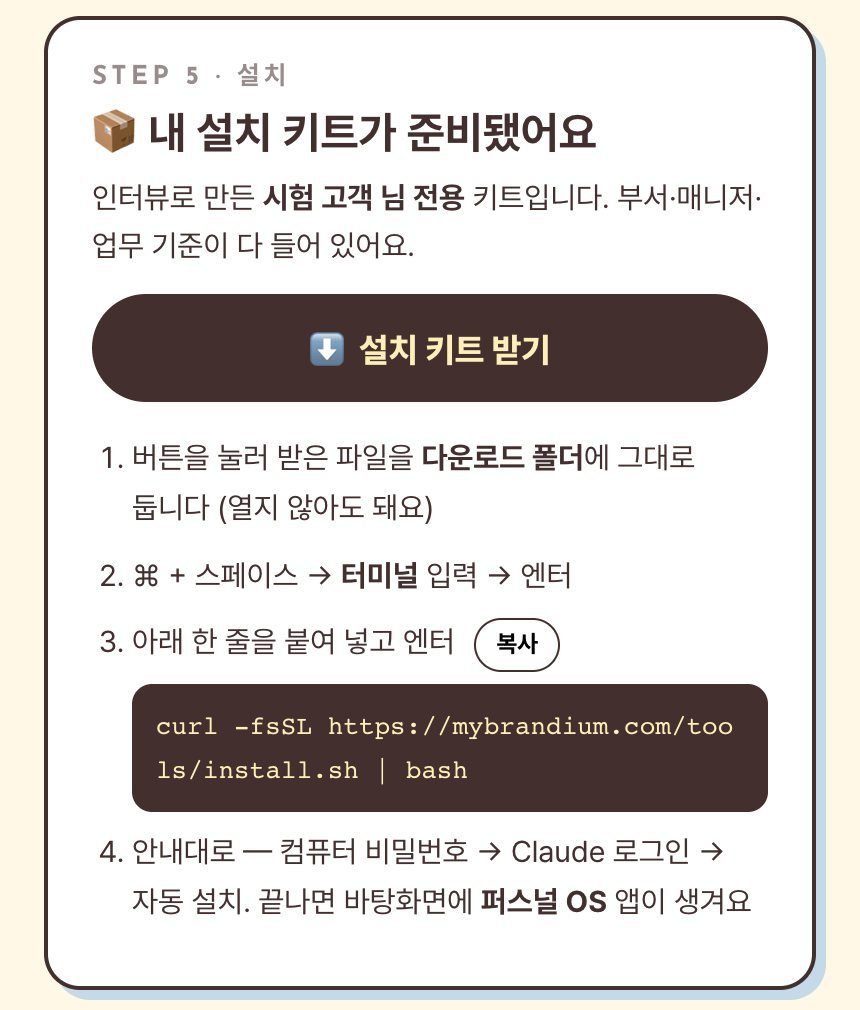 STEP 5 · 설치
📦 내 설치 키트가 준비됐어요
인터뷰로 만든 시험 고객 님 전용 키트입니다. 부서·매니저·
업무 기준이 다 들어 있어요.
⬇️ 설치 키트 받기
1. 버튼을 눌러 받은 파일을 다운로드 폴더에 그대로
둡니다 (열지 않아도 돼요)
2. ⌘ + 스페이스 → 터미널 입력 → 엔터
3. 아래 한 줄을 붙여 넣고 엔터 복사
curl -fsSL https://mybrandium.com/too
ls/install.sh | bash
4. 안내대로 — 컴퓨터 비밀번호 → Claude 로그인 →
자동 설치. 끝나면 바탕화면에 퍼스널 OS 앱이 생겨요